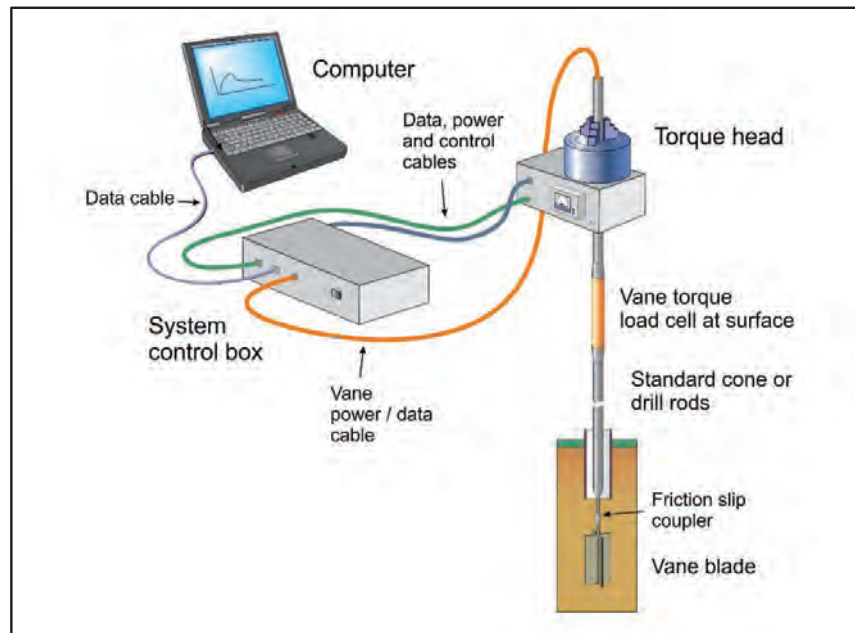 Computer
Data, power
and control
cables
Torque head
Data cable
System
control box
Vane
power / data
cable
Vane torque
load cell at surface
Standard cone or
drill rods
Friction slip
coupler
Vane blade